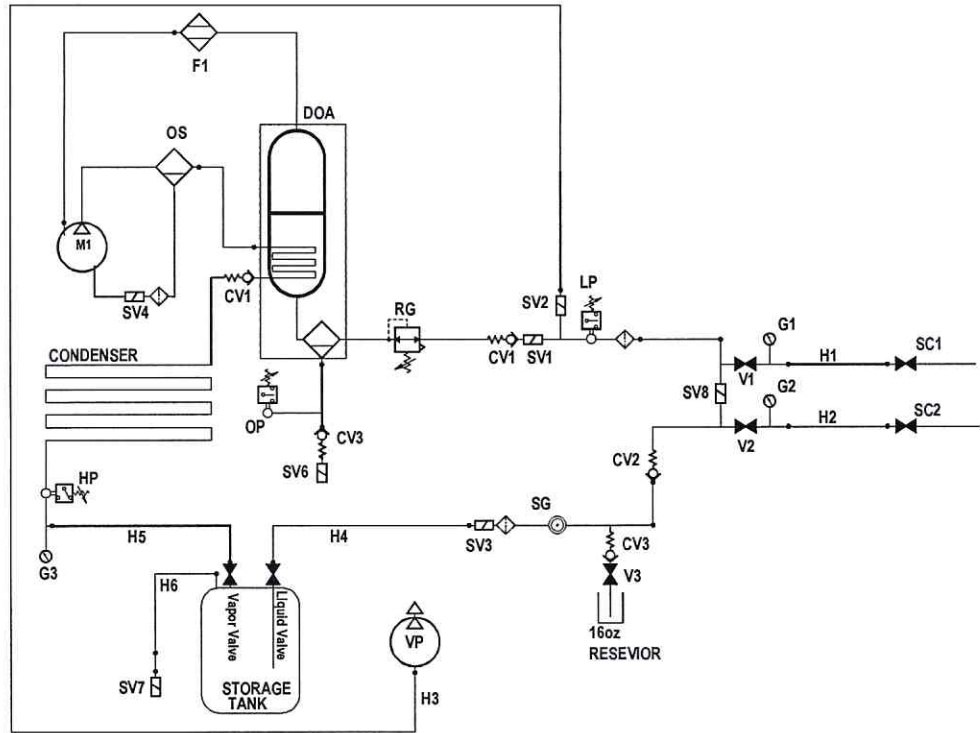 F1
DOA
OS
M1
SV4
CV1
LP
SV2
RG
G1
CV1
SV1
SC1
H1
V1
CONDENSER
G2
SV8
OP
SC2
H2
V2
CV3
CV2
SV6
HP
SG
H5
H4
SV3
CV3
G3
H6
V3
Vapor Valve
Liquid Valve
VP
16oz
RESEVIOR
SV7
STORAGE
TANK
H3